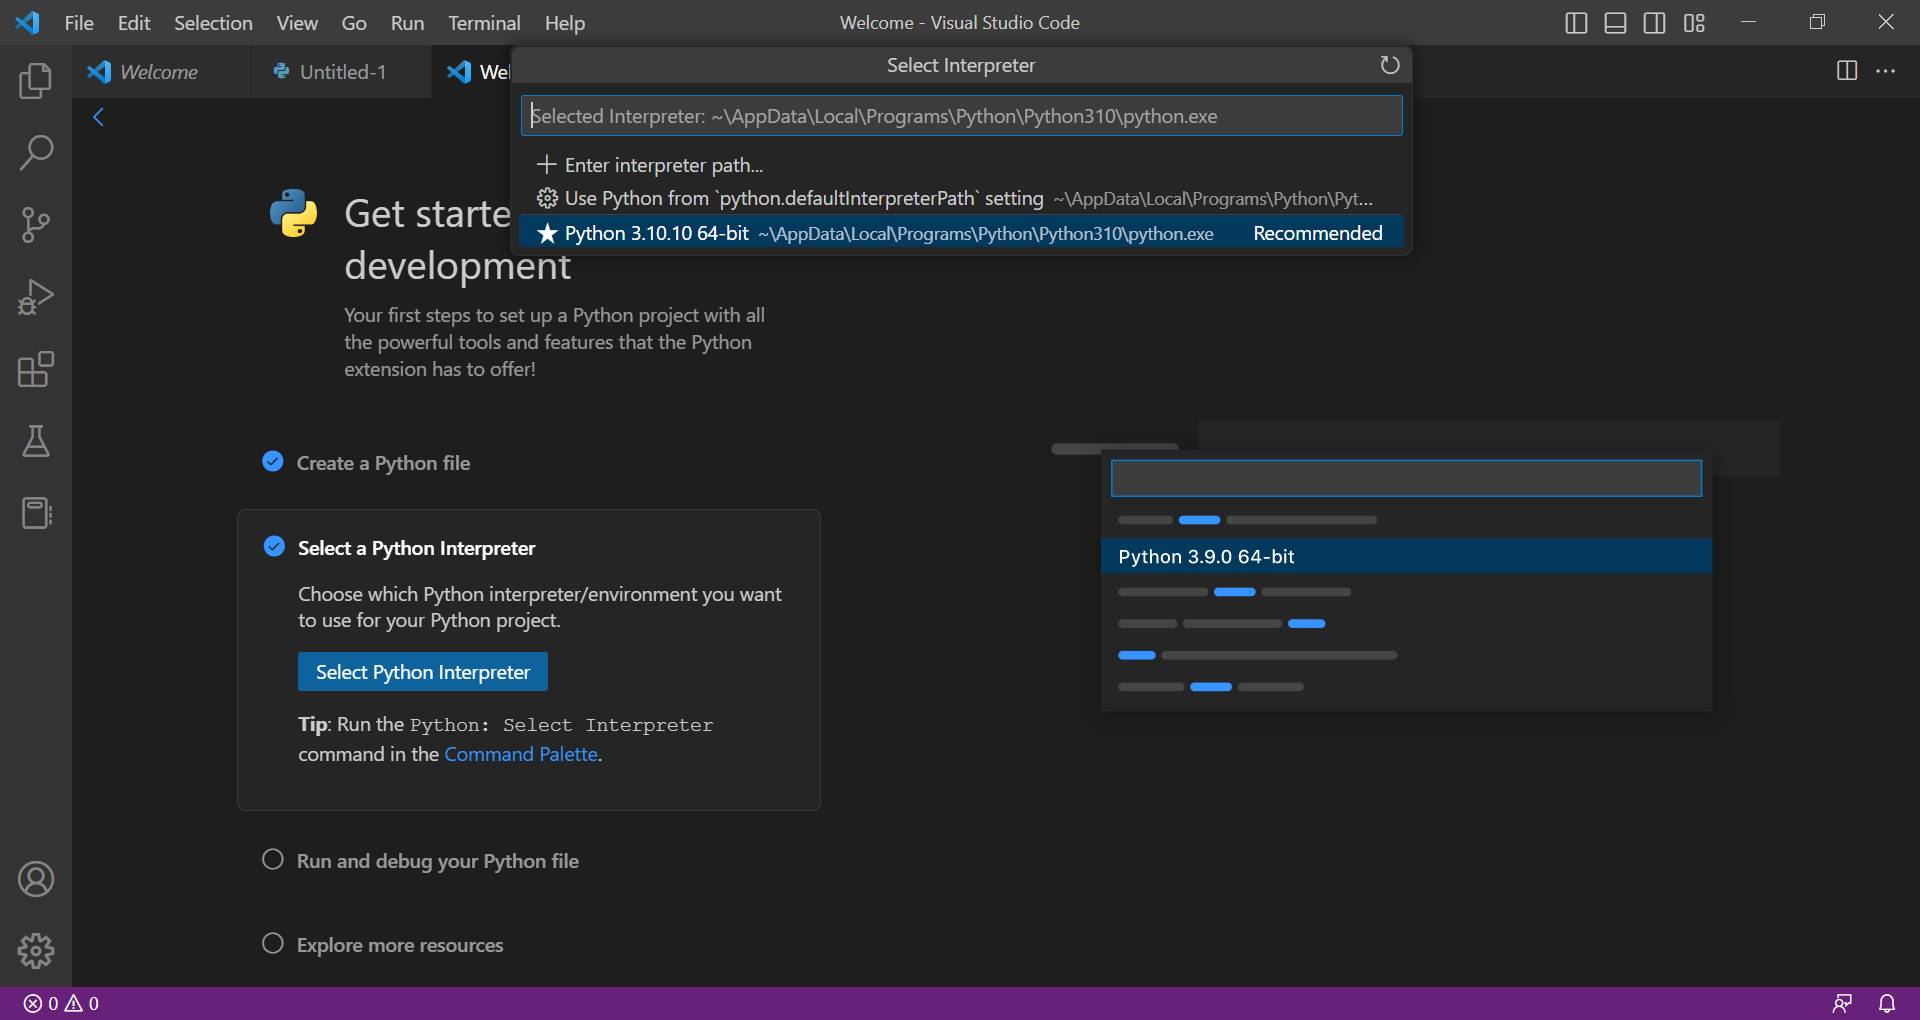 File Edit Selection View Go Run Terminal Help
Welcome - Visual Studio Code
Welcome
Untitled-1
Wel
Select Interpreter
Selected Interpreter: ~\AppData\Local\Programs\Python\Python310\python.exe
Enter interpreter path...
Use Python from `python.defaultInterpreterPath` setting ~\AppData\Local\Programs\Python\Pyt...
Python 3.10.10 64-bit ~\AppData\Local\Programs\Python\Python310\python.exe Recommended
Get starte
development
Your first steps to set up a Python project with all
the powerful tools and features that the Python
extension has to offer!
Create a Python file
Select a Python Interpreter
Choose which Python interpreter/environment you want
to use for your Python project.
Select Python Interpreter
Tip: Run the Python: Select Interpreter
command in the Command Palette.
Run and debug your Python file
Explore more resources
Python 3.9.0 64-bit
0 0